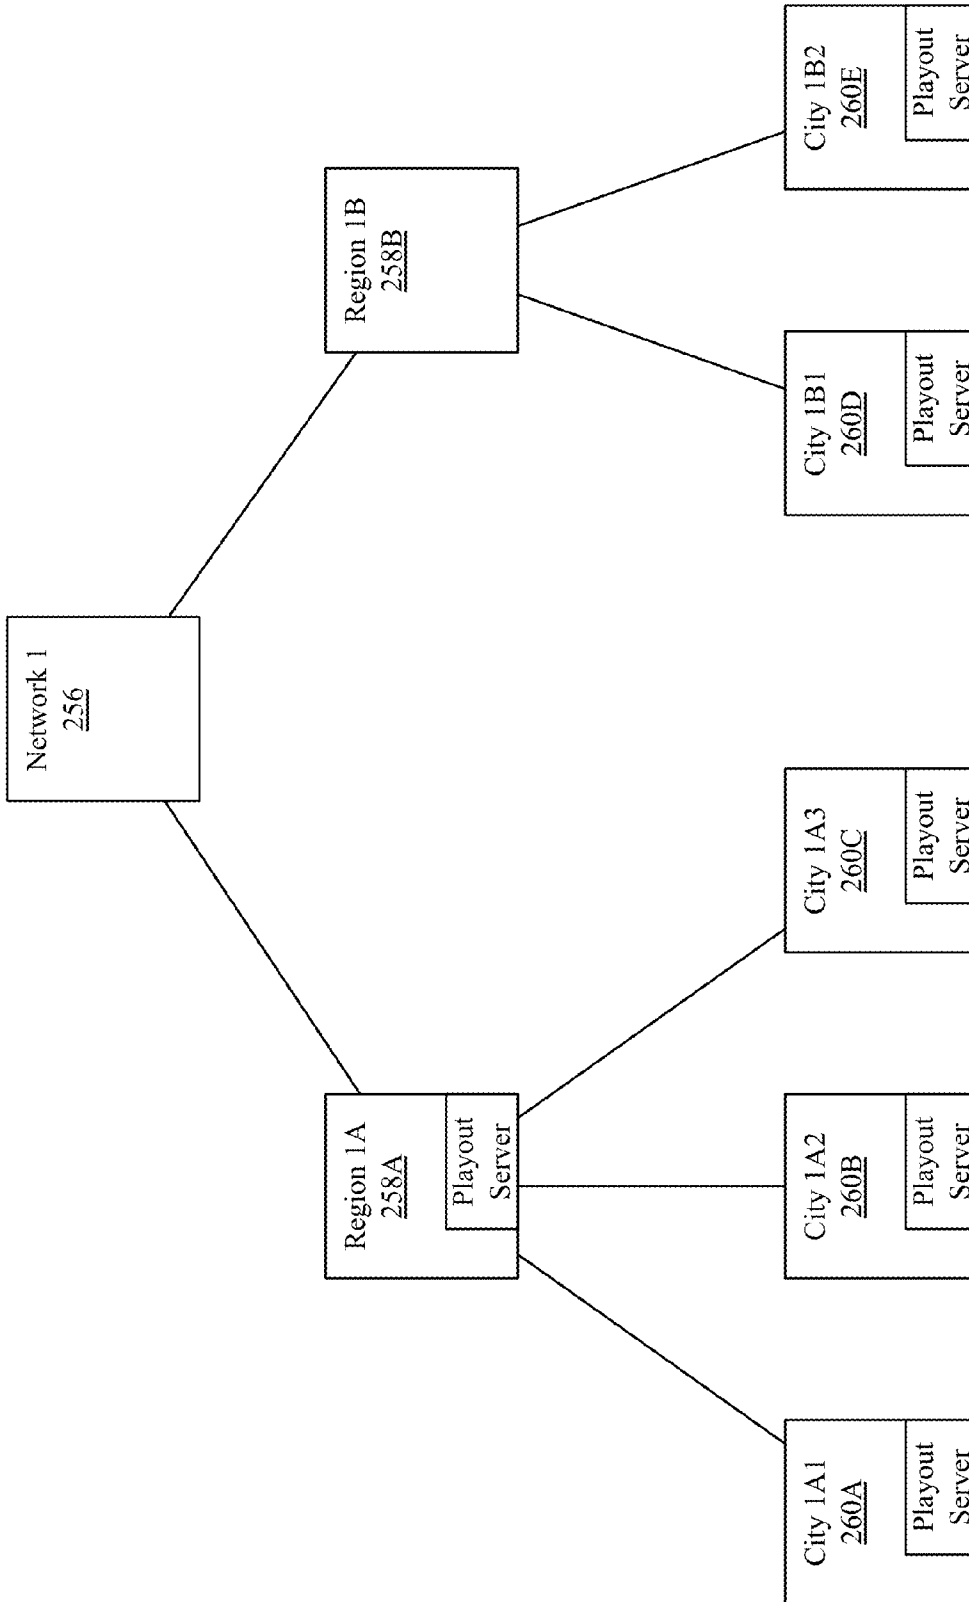 Network 1
256
Region 1A
258A
Playout
Server
Region 1B
258B
City 1A1
260A
Playout
Server
City 1A2
260B
Playout
Server
City 1A3
260C
Playout
Server
City 1B1
260D
Playout
Server
City 1B2
260E
Playout
Server